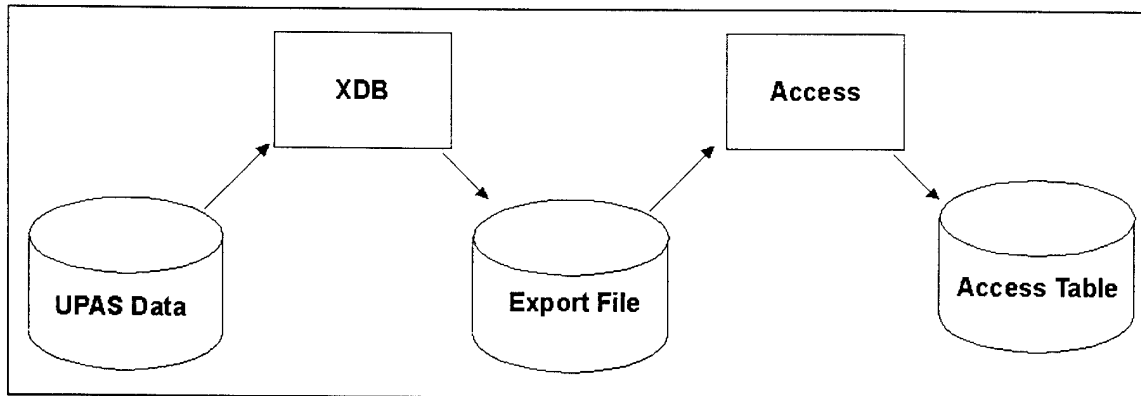 XDB
Access
UPAS Data
Export File
Access Table